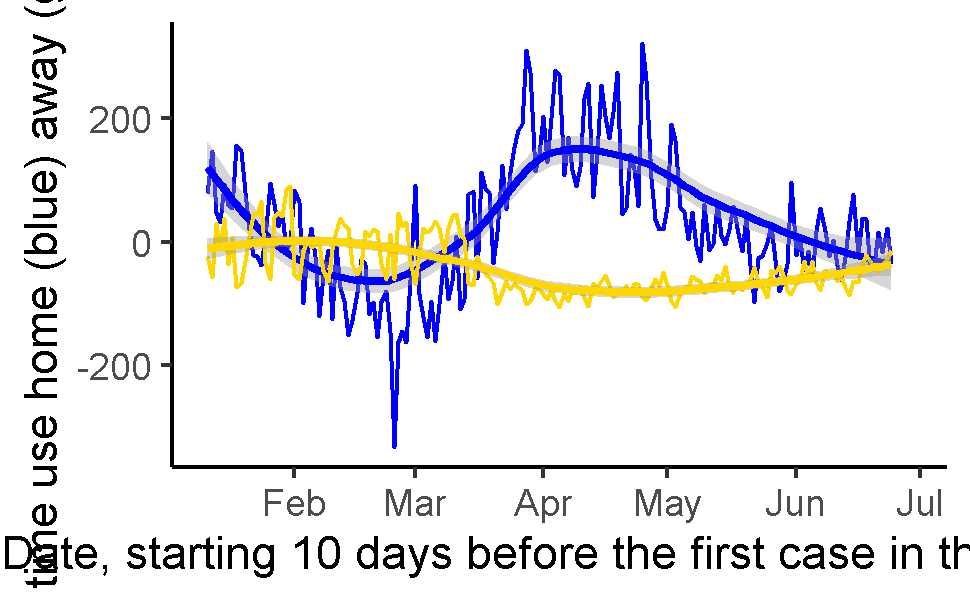 time use home (blue) away (
200
0
-200
Feb Mar Apr May Jun Jul
Date, starting 10 days before the first case in th